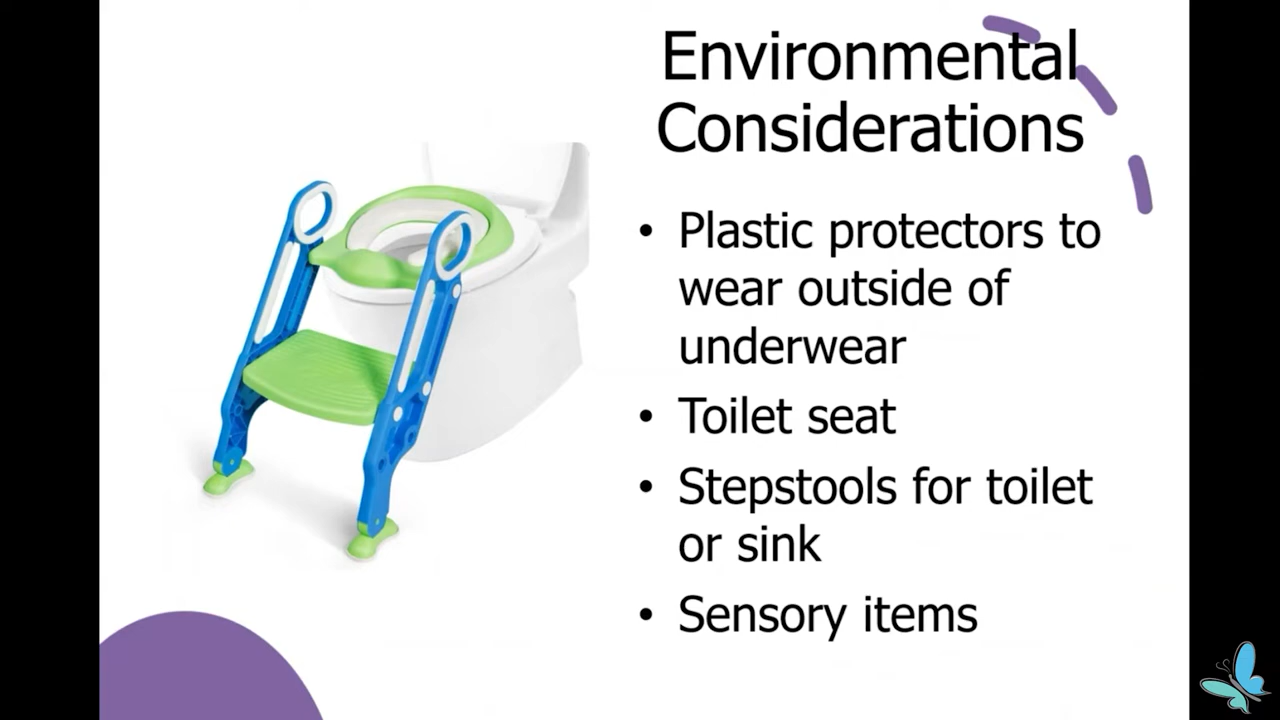 Environmental
Considerations
• Plastic protectors to
wear outside of
underwear
• Toilet seat
• Stepstools for toilet
or sink
• Sensory items